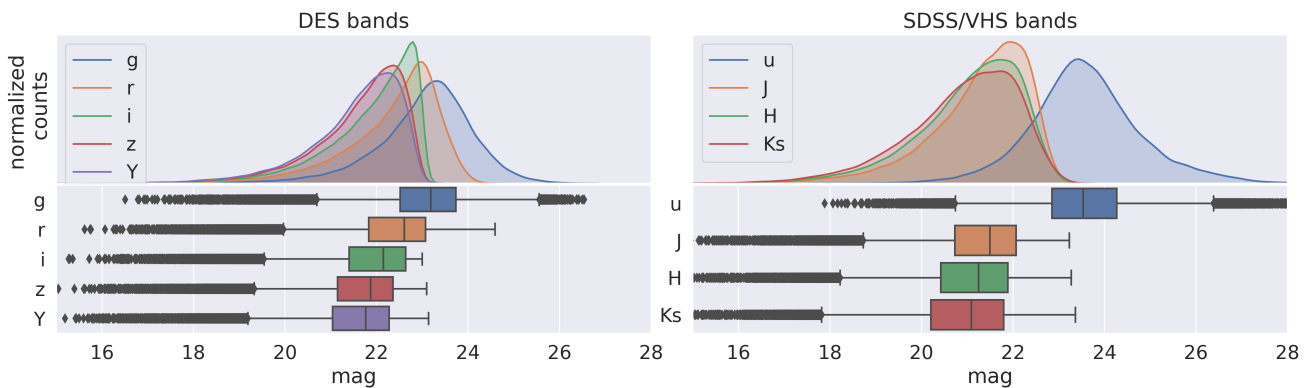 DES bands
normalized
counts
g
r
i
z
Y
g
r
i
z
Y
16 18 20 22 24 26 28
mag
SDSS/VHS bands
u
J
H
Ks
u
J
H
Ks
16 18 20 22 24 26 28
mag